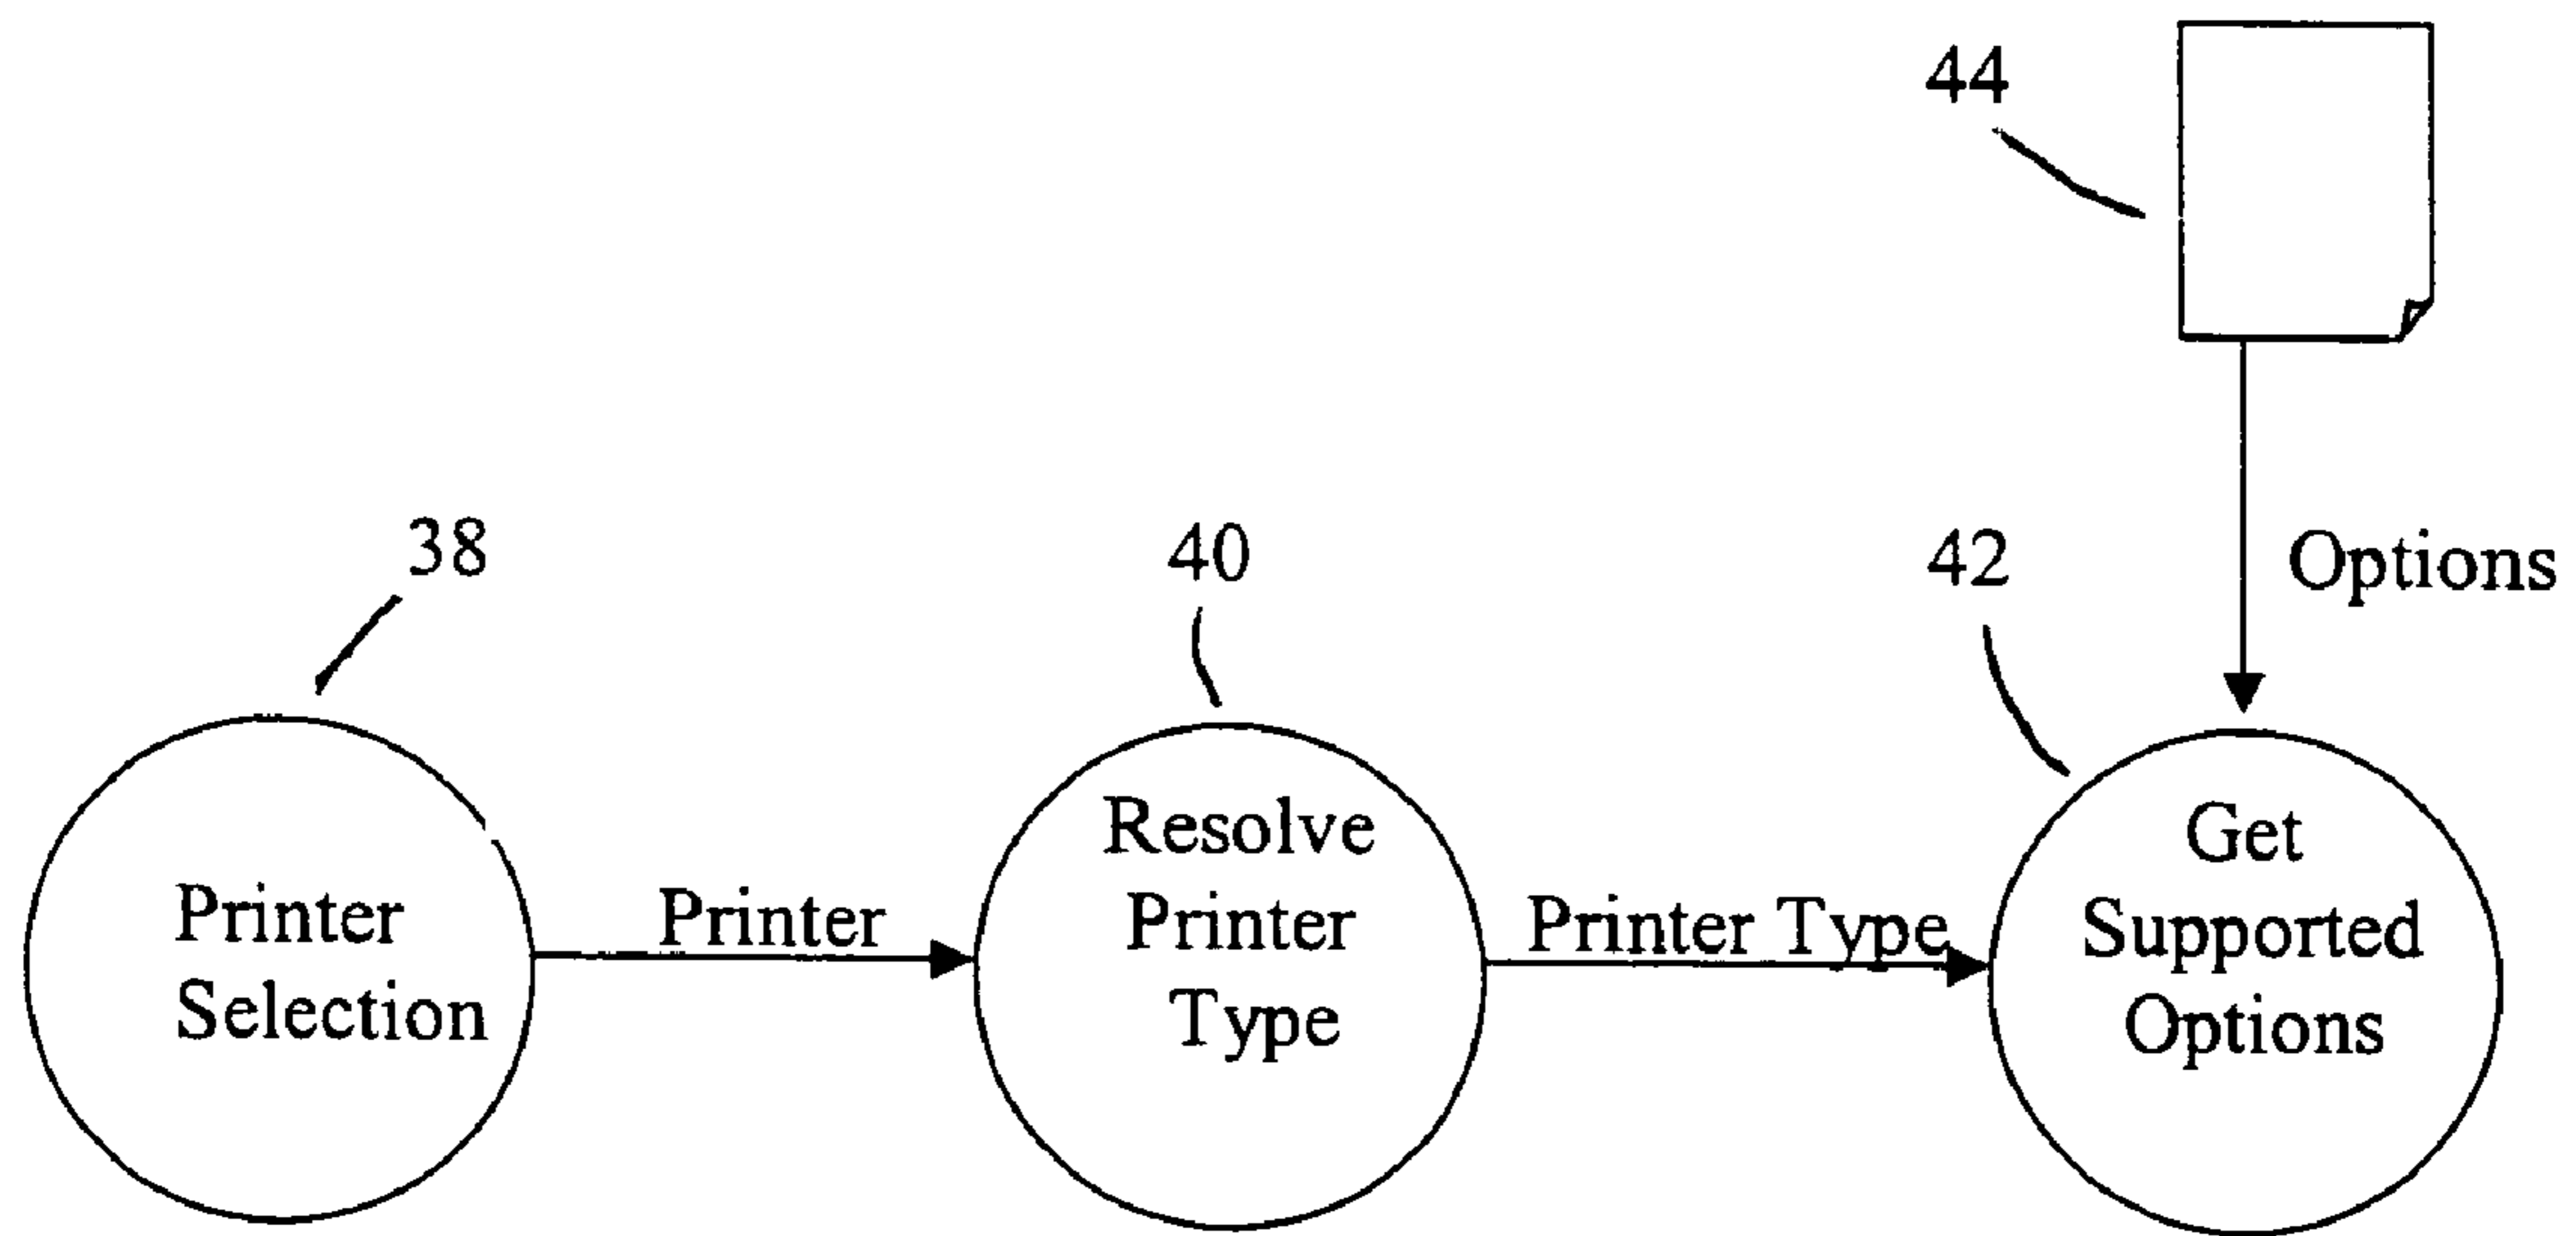 44
38
40
42
Options
Printer
Selection
Printer
Resolve
Printer
Type
Printer Type
Get
Supported
Options